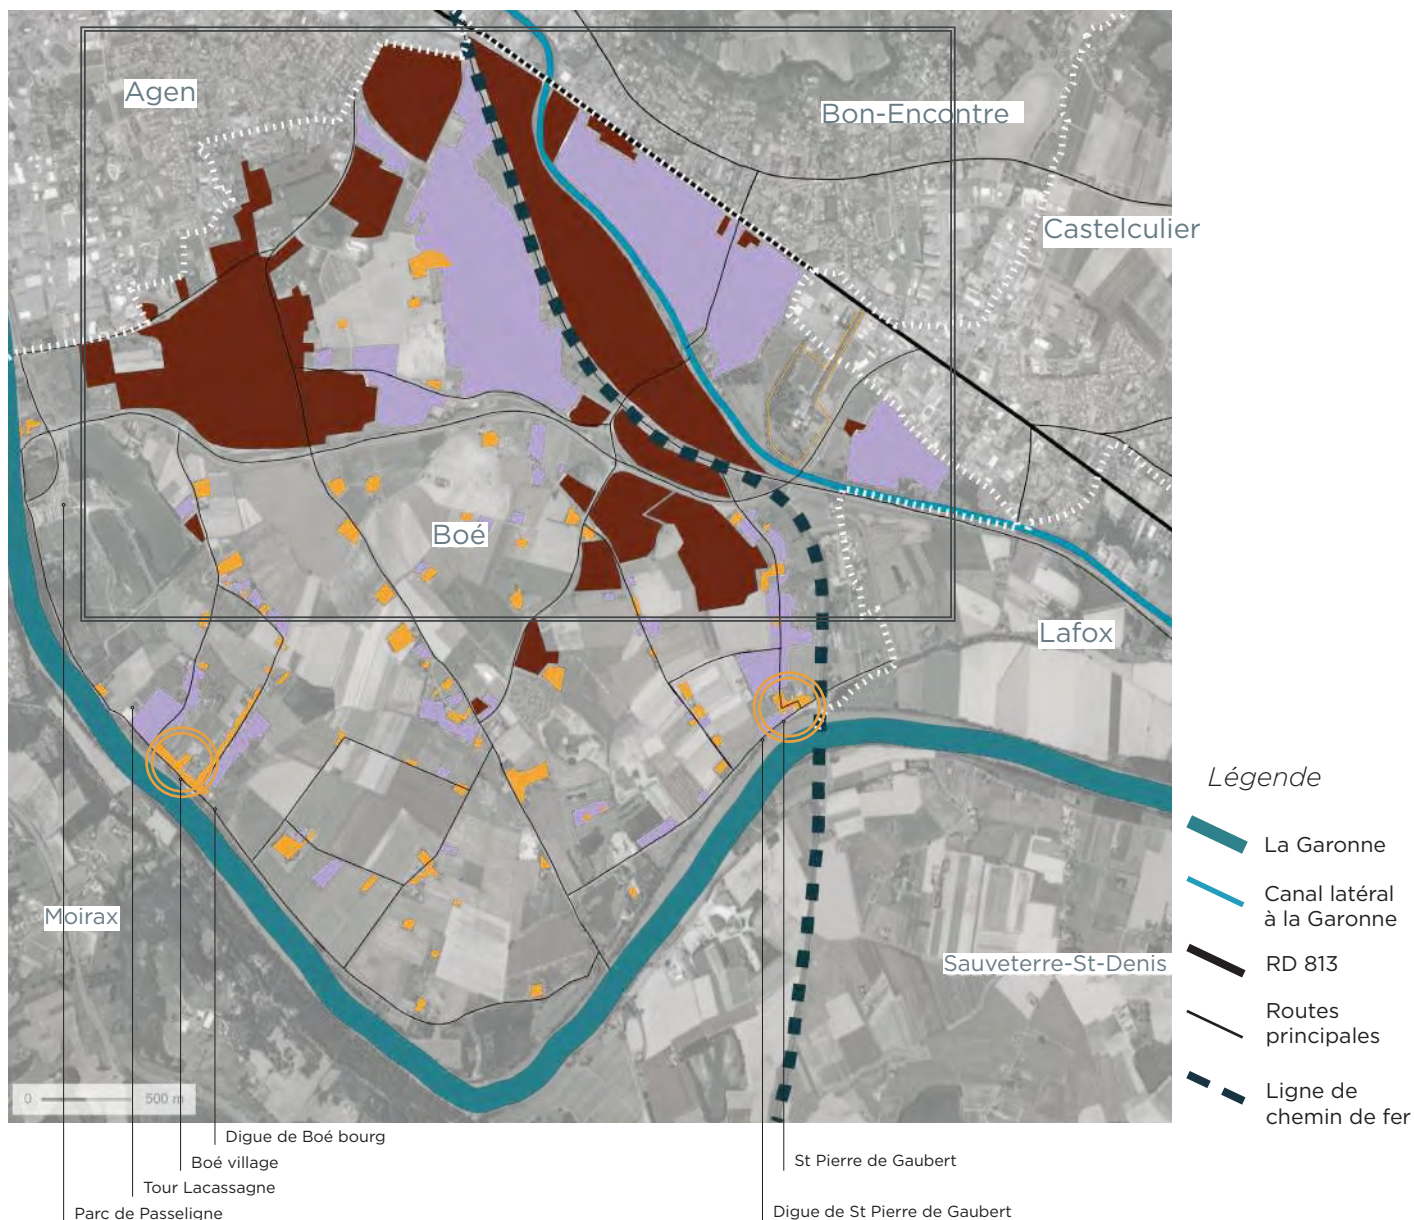 Agen
Bon-Encontre
Castelculier
Boé
Lafox
Moirax
Sauveterre-St-Denis
0 500 m
Légende
La Garonne
Canal latéral
à la Garonne
RD 813
Routes
principales
Ligne de
chemin de fer
Digue de Boé bourg
Boé village
Tour Lacassagne
Parc de Passeligne
St Pierre de Gaubert
Digue de St Pierre de Gaubert